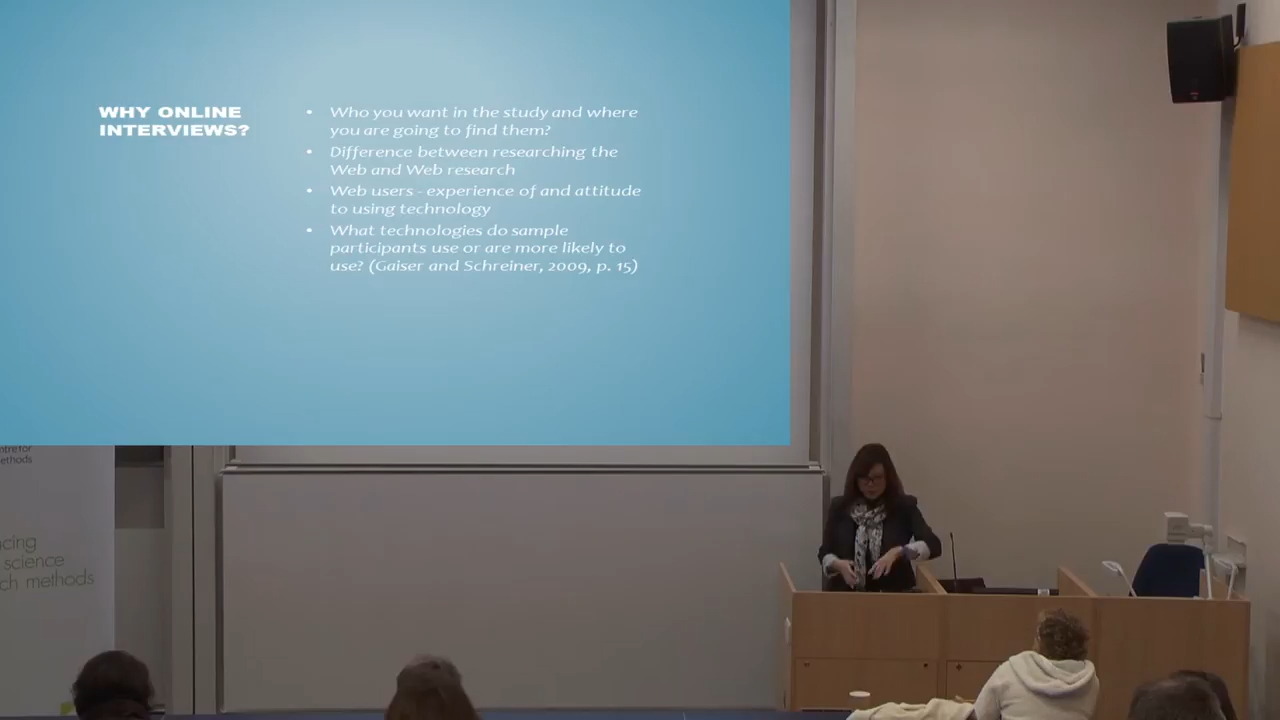 WHY ONLINE
INTERVIEWS?
• Who you want in the study and where
you are going to find them?
• Difference between researching the
Web and Web research
• Web users - experience of and attitude
to using technology
• What technologies do sample
participants use or are more likely to
use? (Gaiser and Schreiner, 2009, p. 15)
science